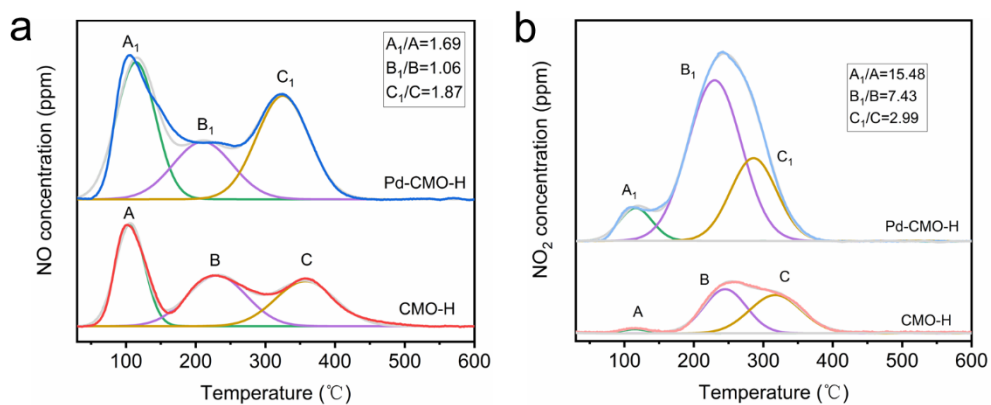 a
NO concentration (ppm)
A₁
B₁
C₁
A₁/A=1.69
B₁/B=1.06
C₁/C=1.87
Pd-CMO-H
A
B
C
CMO-H
100 200 300 400 500 600
Temperature (℃)
b
NO₂ concentration (ppm)
A₁
B₁
C₁
A₁/A=15.48
B₁/B=7.43
C₁/C=2.99
Pd-CMO-H
A
B
C
CMO-H
100 200 300 400 500 600
Temperature (℃)